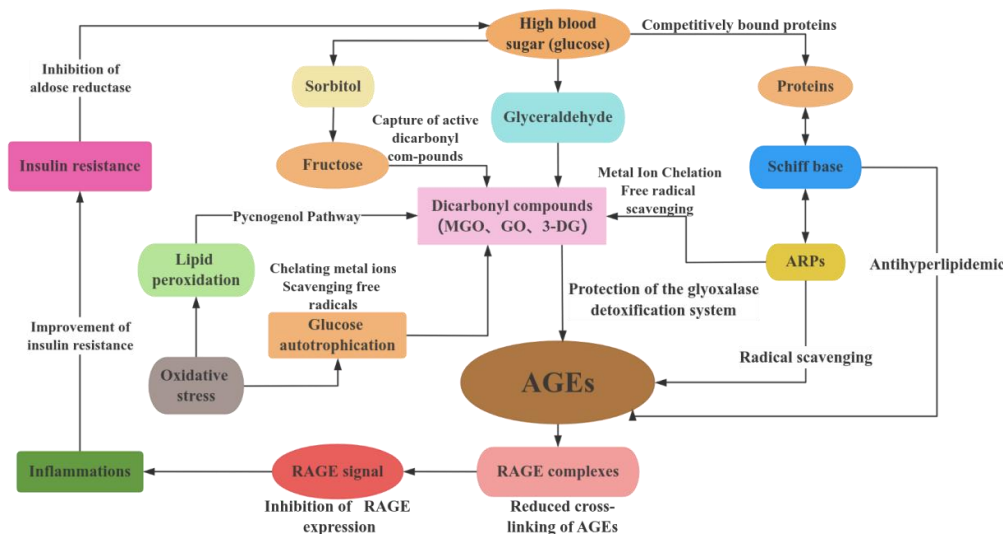 High blood
sugar (glucose)
Competitively bound proteins
Inhibition of
aldose reductase
Sorbitol
Proteins
Glyceraldehyde
Capture of active
dicarbonyl
com-pounds
Insulin resistance
Fructose
Schiff base
Metal Ion Chelation
Free radical
scavenging
Dicarbonyl compounds
（MGO、GO、3-DG）
Pycnogenol Pathway
Lipid
peroxidation
ARPs
Antihyperlipidemic
Chelating metal ions
Scavenging free
radicals
Protection of the glyoxalase
detoxification system
Glucose
autotrophication
Improvement of
insulin resistance
Radical scavenging
Oxidative
stress
AGEs
Inflammations
RAGE signal
RAGE complexes
Inhibition of RAGE
expression
Reduced cross-
linking of AGEs